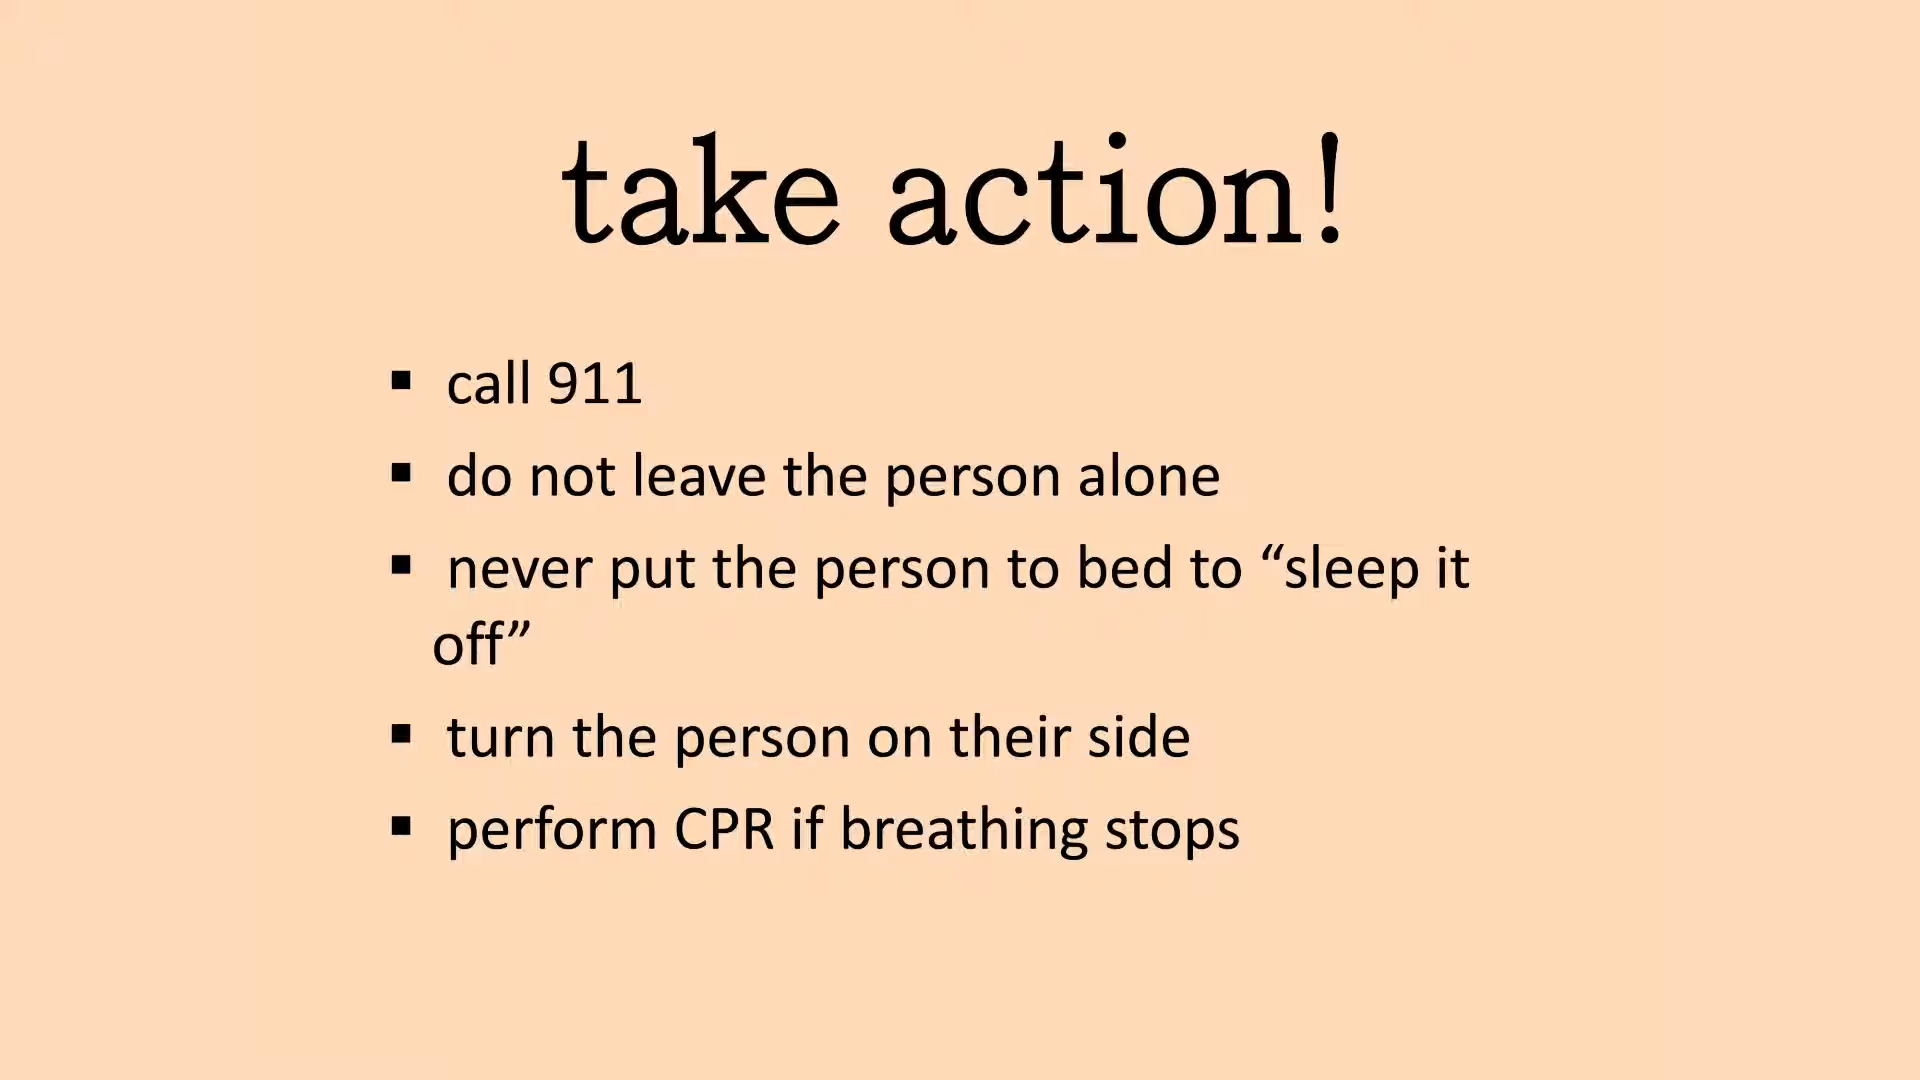 take action!
▪ call 911
▪ do not leave the person alone
▪ never put the person to bed to “sleep it
off”
▪ turn the person on their side
▪ perform CPR if breathing stops